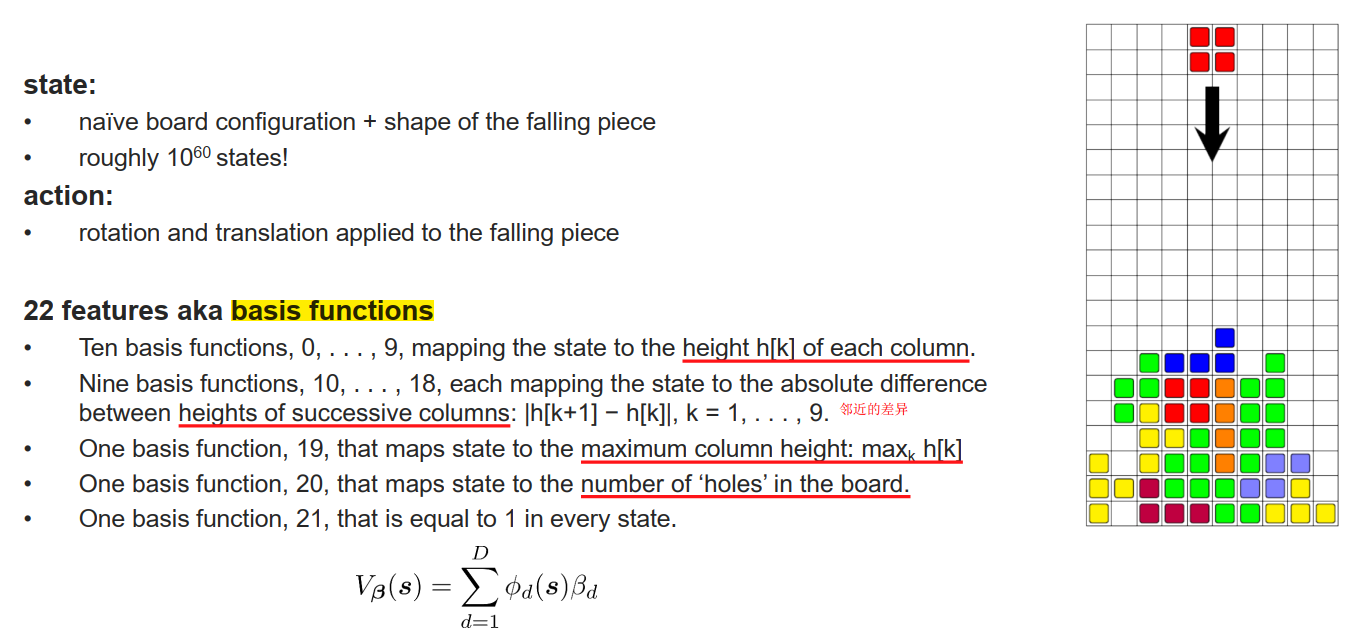 state:
• naïve board configuration + shape of the falling piece
• roughly 10⁶⁰ states!
action:
• rotation and translation applied to the falling piece
22 features aka basis functions
• Ten basis functions, 0, . . . , 9, mapping the state to the height h[k] of each column.
• Nine basis functions, 10, . . . , 18, each mapping the state to the absolute difference
between heights of successive columns: |h[k+1] − h[k]|, k = 1, . . . , 9. 邻近的差异
• One basis function, 19, that maps state to the maximum column height: maxₖ h[k]
• One basis function, 20, that maps state to the number of ‘holes’ in the board.
• One basis function, 21, that is equal to 1 in every state.
$V_{\boldsymbol{\beta}}(\boldsymbol{s}) = \sum_{d=1}^{D} \phi_d(\boldsymbol{s})\beta_d$